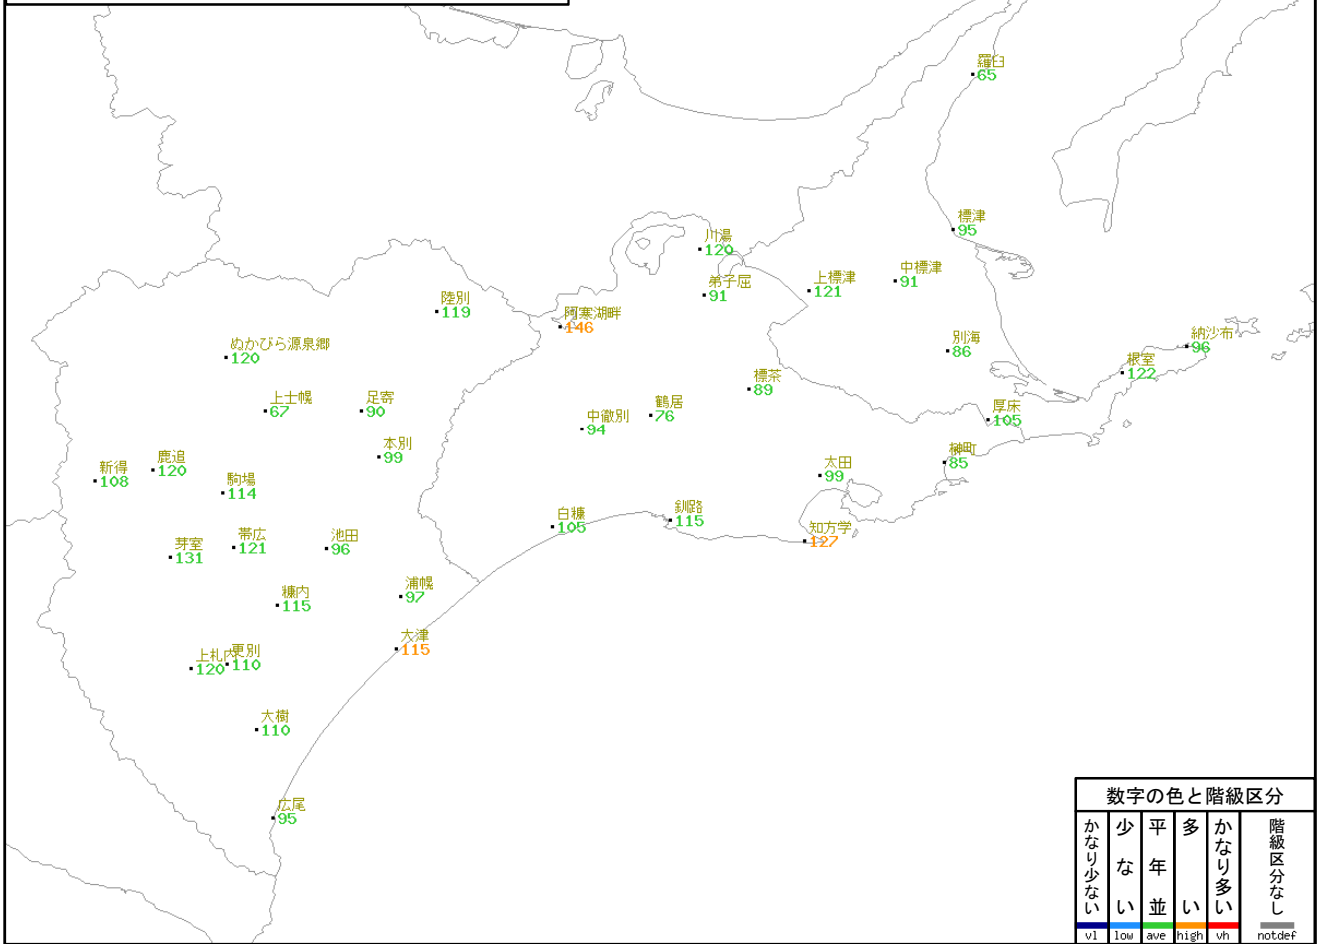 羅臼
65
標津
95
川湯
120
弟子屈
91
上標津
121
中標津
91
陸別
119
阿寒湖畔
146
ぬかびら源泉郷
120
別海
86
納沙布
96
根室
122
上士幌
67
足寄
90
標茶
89
鶴居
76
中徹別
94
厚床
105
本別
99
榊町
85
太田
99
新得
108
鹿追
120
駒場
114
白糠
105
釧路
115
知方学
127
芽室
131
帯広
121
池田
96
浦幌
97
糠内
115
大津
115
上札内
120
更別
110
大樹
110
広尾
95
数字の色と階級区分
かなり少ない
少ない
平年並
多い
かなり多い
階級区分なし
vl
low
ave
high
vh
notdef